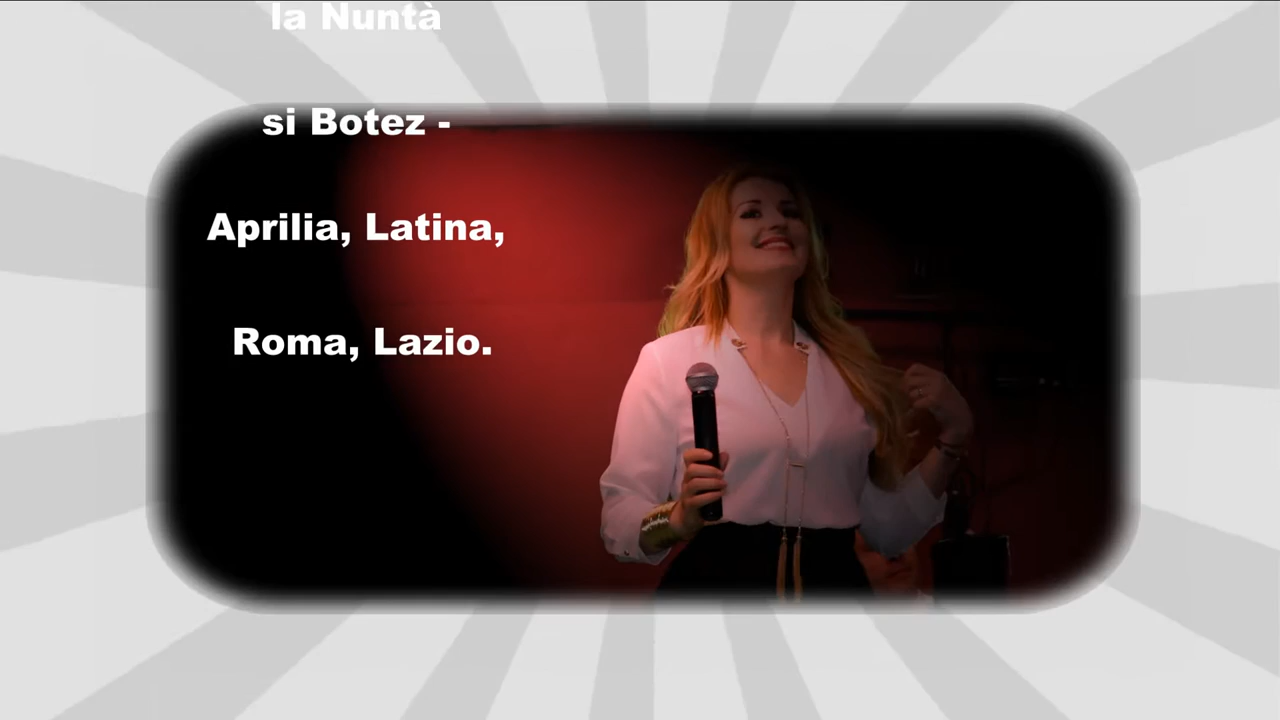 la Nuntà
si Botez -
Aprilia, Latina,
Roma, Lazio.